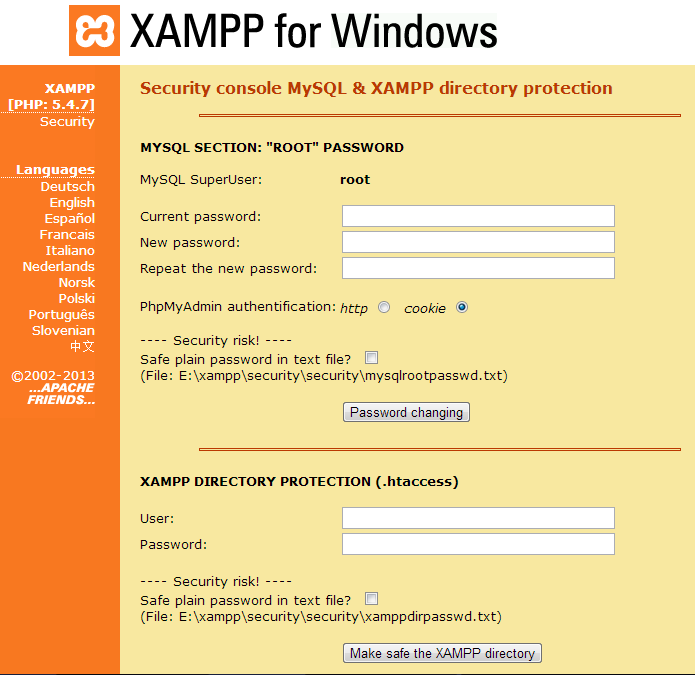 XAMPP for Windows
XAMPP
[PHP: 5.4.7]
Security
Languages
Deutsch
English
Español
Francais
Italiano
Nederlands
Norsk
Polski
Português
Slovenian
中文
©2002-2013
...APACHE
FRIENDS...
Security console MySQL & XAMPP directory protection
MYSQL SECTION: "ROOT" PASSWORD
MySQL SuperUser: root
Current password:
New password:
Repeat the new password:
PhpMyAdmin authentification: http cookie
---- Security risk! ----
Safe plain password in text file?
(File: E:\xampp\security\security\mysqlrootpasswd.txt)
Password changing
XAMPP DIRECTORY PROTECTION (.htaccess)
User:
Password:
---- Security risk! ----
Safe plain password in text file?
(File: E:\xampp\security\security\xamppdirpasswd.txt)
Make safe the XAMPP directory